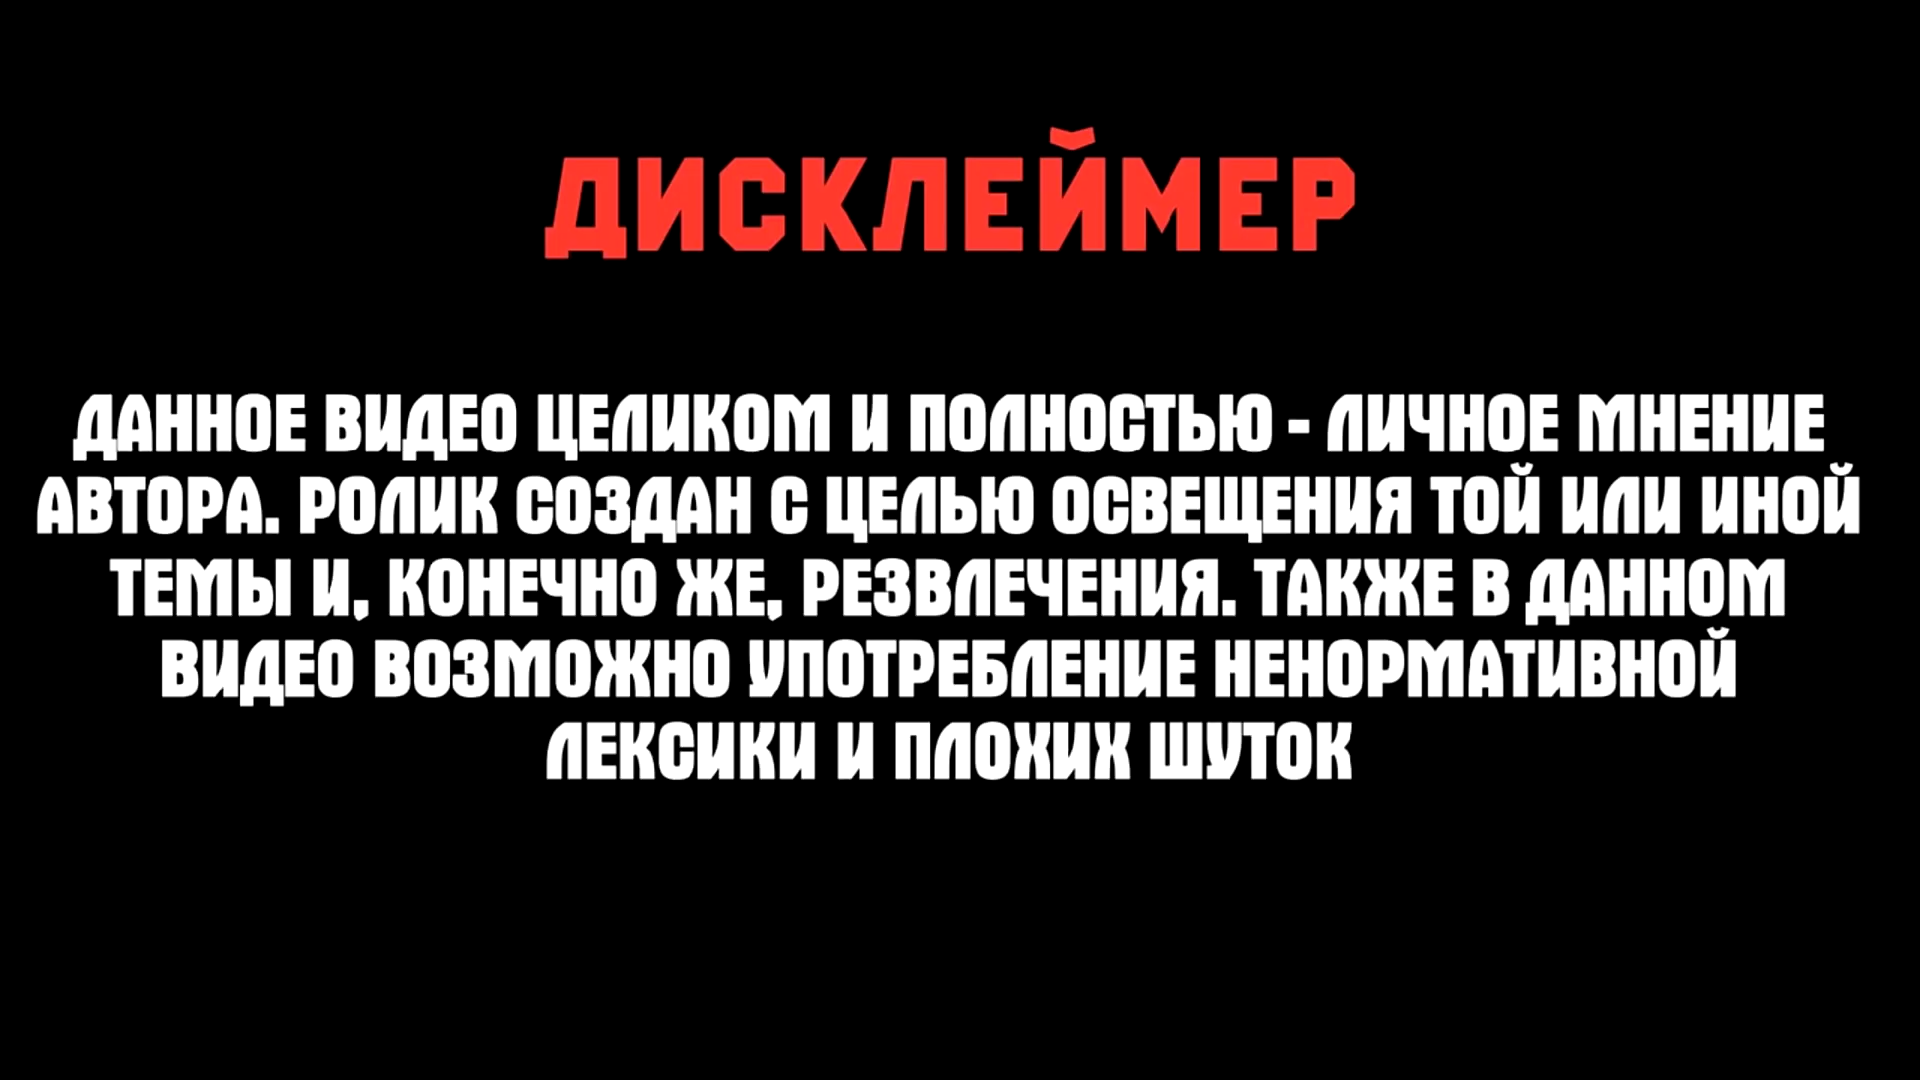 ДИСКЛЕЙМЕР
ДАННОЕ ВИДЕО ЦЕЛИКОМ И ПОЛНОСТЬЮ - ЛИЧНОЕ МНЕНИЕ
АВТОРА. РОЛИК СОЗДАН С ЦЕЛЬЮ ОСВЕЩЕНИЯ ТОЙ ИЛИ ИНОЙ
ТЕМЫ И, КОНЕЧНО ЖЕ, РЕЗВЛЕЧЕНИЯ. ТАКЖЕ В ДАННОМ
ВИДЕО ВОЗМОЖНО УПОТРЕБЛЕНИЕ НЕНОРМАТИВНОЙ
ЛЕКСИКИ И ПЛОХИХ ШУТОК